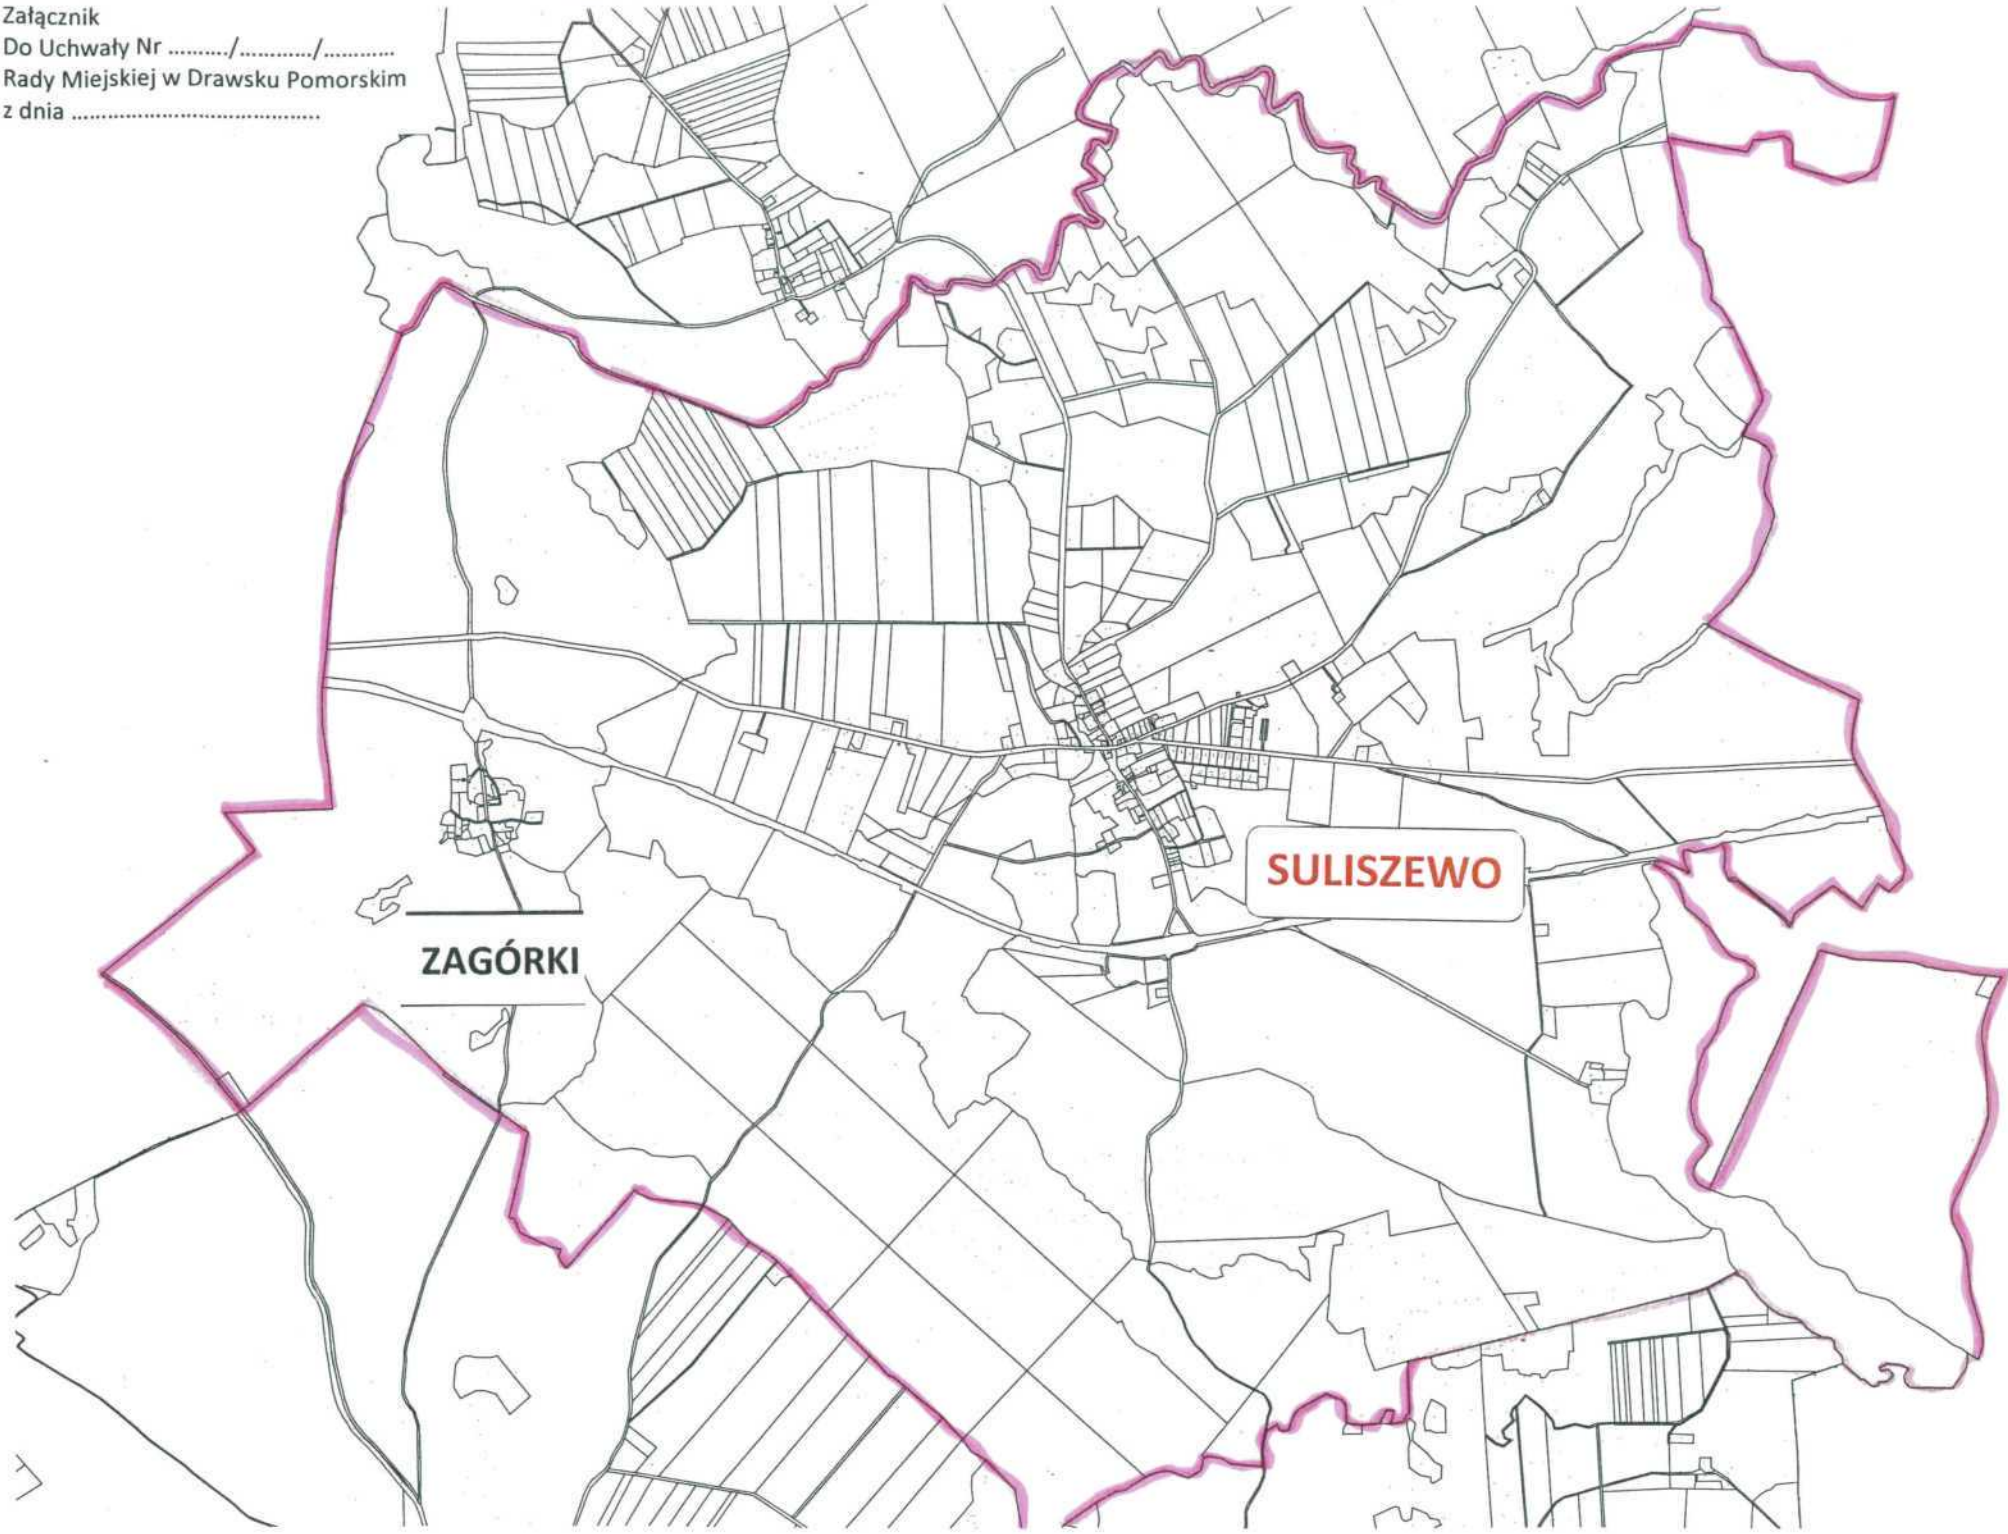 Załącznik
Do Uchwały Nr ........../............/............
Rady Miejskiej w Drawsku Pomorskim
z dnia .......................................
SULISZEWO
ZAGÓRKI